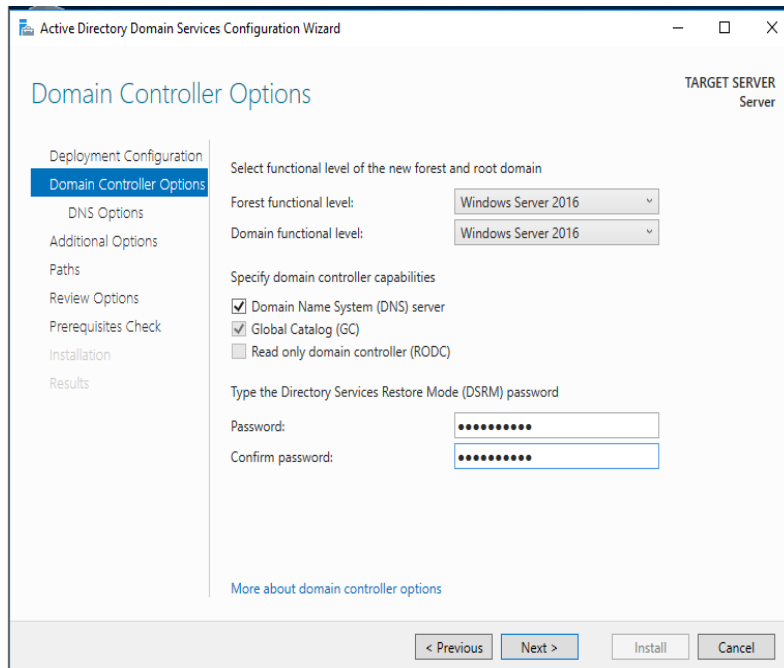 Active Directory Domain Services Configuration Wizard
Domain Controller Options
TARGET SERVER
Server
Deployment Configuration
Domain Controller Options
DNS Options
Additional Options
Paths
Review Options
Prerequisites Check
Installation
Results
Select functional level of the new forest and root domain
Forest functional level: Windows Server 2016
Domain functional level: Windows Server 2016
Specify domain controller capabilities
Domain Name System (DNS) server
Global Catalog (GC)
Read only domain controller (RODC)
Type the Directory Services Restore Mode (DSRM) password
Password: ••••••••••
Confirm password: ••••••••••
More about domain controller options
< Previous Next > Install Cancel